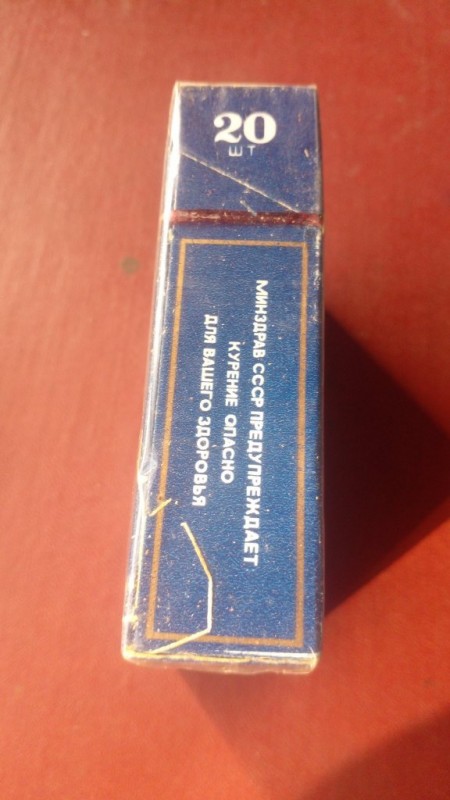 20
ШТ
МИНЗДРАВ СССР ПРЕДУПРЕЖДАЕТ
КУРЕНИЕ ОПАСНО
ДЛЯ ВАШЕГО ЗДОРОВЬЯ